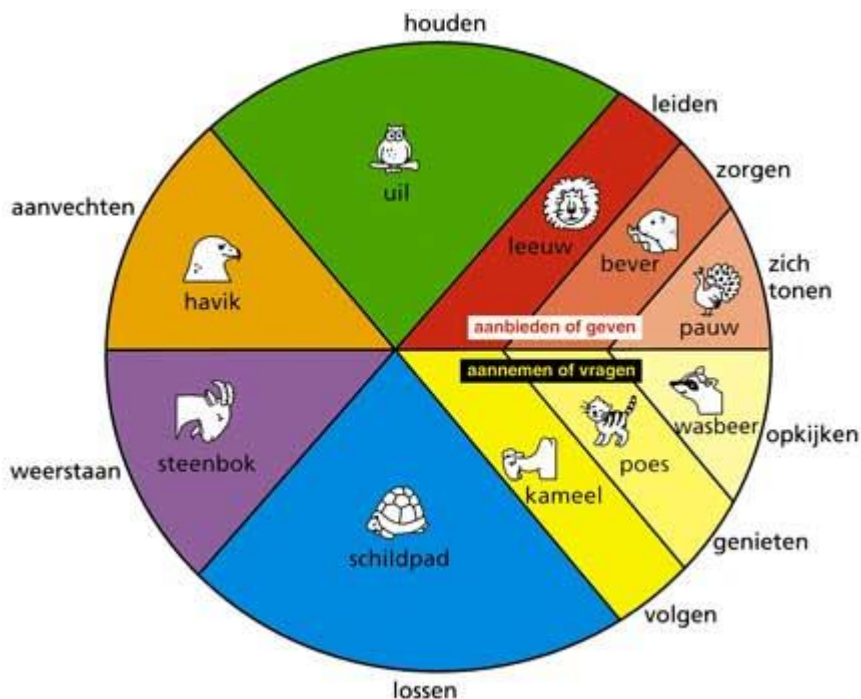 houden
leiden
zorgen
aanvechten
uil
leeuw
bever
zich
tonen
havik
pauw
aanbieden of geven
aannemen of vragen
wasbeer
opkijken
weerstaan
steenbok
poes
kameel
schildpad
genieten
volgen
lossen